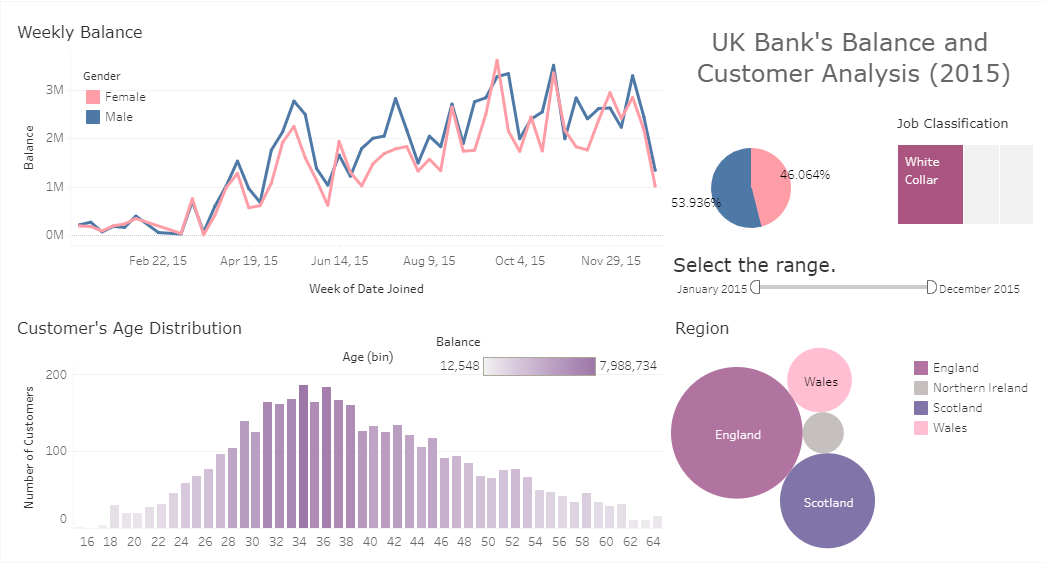 Weekly Balance
UK Bank's Balance and
Customer Analysis (2015)
Gender
Female
Male
Balance
3M
2M
1M
0M
Feb 22, 15
Apr 19, 15
Jun 14, 15
Aug 9, 15
Oct 4, 15
Nov 29, 15
Week of Date Joined
46.064%
53.936%
Job Classification
White
Collar
Select the range.
January 2015
December 2015
Customer's Age Distribution
Age (bin)
Balance
12,548
7,988,734
Number of Customers
200
100
0
16 18 20 22 24 26 28 30 32 34 36 38 40 42 44 46 48 50 52 54 56 58 60 62 64
Region
Wales
England
Scotland
England
Northern Ireland
Scotland
Wales